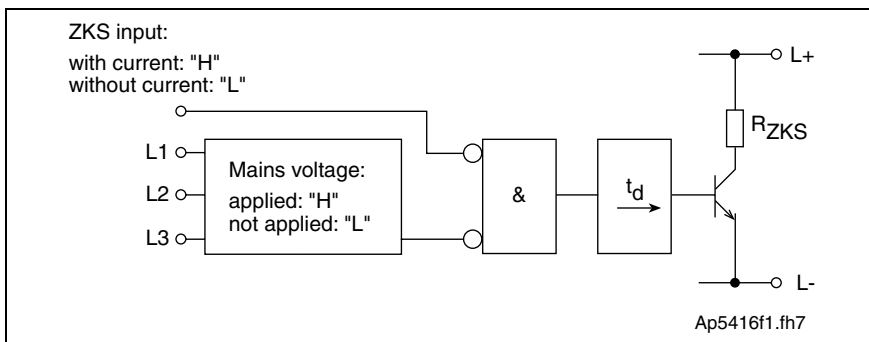 ZKS input:
with current: "H"
without current: "L"
L1
L2
L3
Mains voltage:
applied: "H"
not applied: "L"
&
td
L+
RZKS
L-
Ap5416f1.fh7